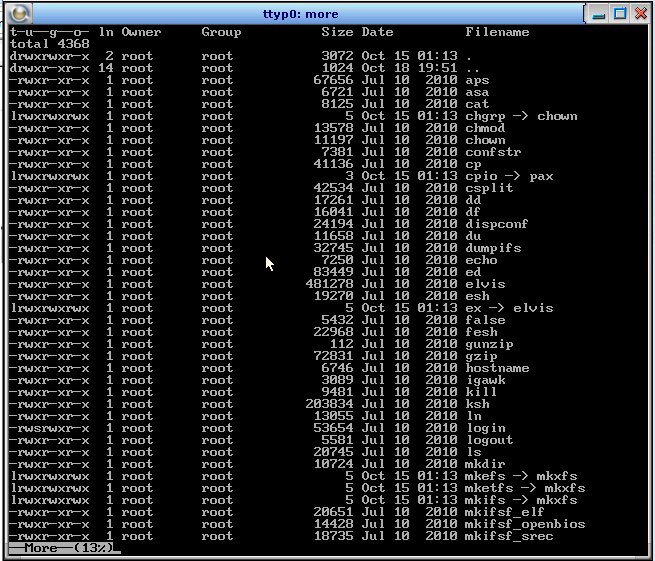 ttyp0: more
t-u--g--o- ln Owner Group Size Date Filename
total 4368
drwxrwxr-x 2 root root 3072 Oct 15 01:13 .
drwxr-xr-x 14 root root 1024 Oct 18 19:51 ..
-rwxr-xr-x 1 root root 67656 Jul 10 2010 aps
-rwxr-xr-x 1 root root 6721 Jul 10 2010 asa
-rwxr-xr-x 1 root root 8125 Jul 10 2010 cat
lrwxrwxrwx 1 root root 5 Oct 15 01:13 chgrp -> chown
-rwxr-xr-x 1 root root 13578 Jul 10 2010 chmod
-rwxr-xr-x 1 root root 11197 Jul 10 2010 chown
-rwxr-xr-x 1 root root 7381 Jul 10 2010 confstr
-rwxr-xr-x 1 root root 41136 Jul 10 2010 cp
lrwxrwxrwx 1 root root 3 Oct 15 01:13 cpio -> pax
-rwxr-xr-x 1 root root 42534 Jul 10 2010 csplit
-rwxr-xr-x 1 root root 17261 Jul 10 2010 dd
-rwxr-xr-x 1 root root 16041 Jul 10 2010 df
-rwxr-xr-x 1 root root 24194 Jul 10 2010 dispconf
-rwxr-xr-x 1 root root 11658 Jul 10 2010 du
-rwxr-xr-x 1 root root 32745 Jul 10 2010 dumpifs
-rwxr-xr-x 1 root root 7250 Jul 10 2010 echo
-rwxr-xr-x 1 root root 83449 Jul 10 2010 ed
-rwxr-xr-x 1 root root 481278 Jul 10 2010 elvis
-rwxr-xr-x 1 root root 19270 Jul 10 2010 esh
lrwxrwxrwx 1 root root 5 Oct 15 01:13 ex -> elvis
-rwxr-xr-x 1 root root 5432 Jul 10 2010 false
-rwxr-xr-x 1 root root 22968 Jul 10 2010 fesh
-rwxr-xr-x 1 root root 112 Jul 10 2010 gunzip
-rwxr-xr-x 1 root root 72831 Jul 10 2010 gzip
-rwxr-xr-x 1 root root 6746 Jul 10 2010 hostname
-rwxr-xr-x 1 root root 3089 Jul 10 2010 igawk
-rwxr-xr-x 1 root root 9481 Jul 10 2010 kill
-rwxr-xr-x 1 root root 203834 Jul 10 2010 ksh
-rwxr-xr-x 1 root root 13055 Jul 10 2010 ln
-rwsrwxr-x 1 root root 53654 Jul 10 2010 login
-rwxr-xr-x 1 root root 5581 Jul 10 2010 logout
-rwxr-xr-x 1 root root 20745 Jul 10 2010 ls
-rwxr-xr-x 1 root root 10724 Jul 10 2010 mkdir
lrwxrwxrwx 1 root root 5 Oct 15 01:13 mkefs -> mkxfs
lrwxrwxrwx 1 root root 5 Oct 15 01:13 mketfs -> mkxfs
lrwxrwxrwx 1 root root 5 Oct 15 01:13 mkifs -> mkxfs
-rwxr-xr-x 1 root root 20651 Jul 10 2010 mkifsf_elf
-rwxr-xr-x 1 root root 14428 Jul 10 2010 mkifsf_openbios
-rwxr-xr-x 1 root root 18735 Jul 10 2010 mkifsf_srec
--More--(13%)